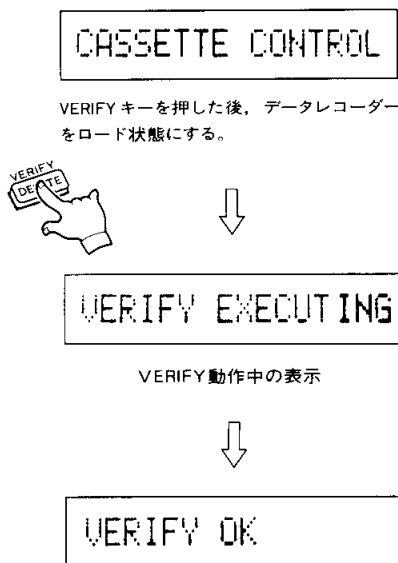 CASSETTE CONTROL
VERIFY キーを押した後，データレコーダー
をロード状態にする。
VERIFY
DELETE
VERIFY EXECUTING
VERIFY動作中の表示
VERIFY OK